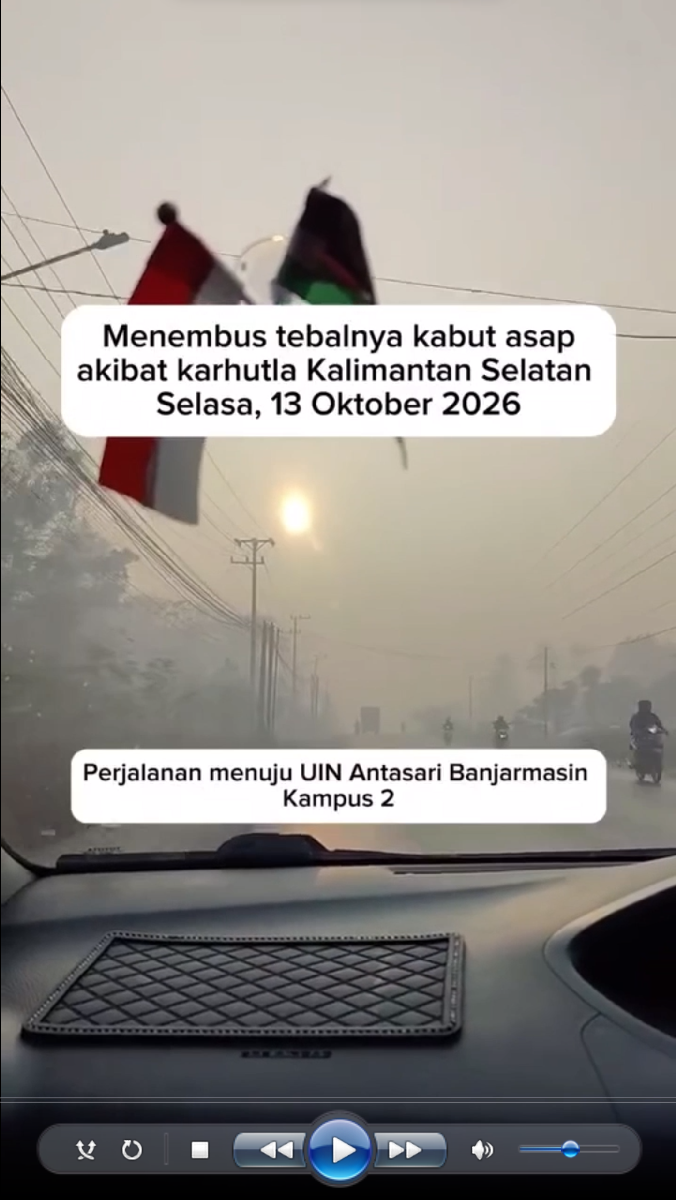 Menembus tebalnya kabut asap
akibat karhutla Kalimantan Selatan
Selasa, 13 Oktober 2026
Perjalanan menuju UIN Antasari Banjarmasin
Kampus 2